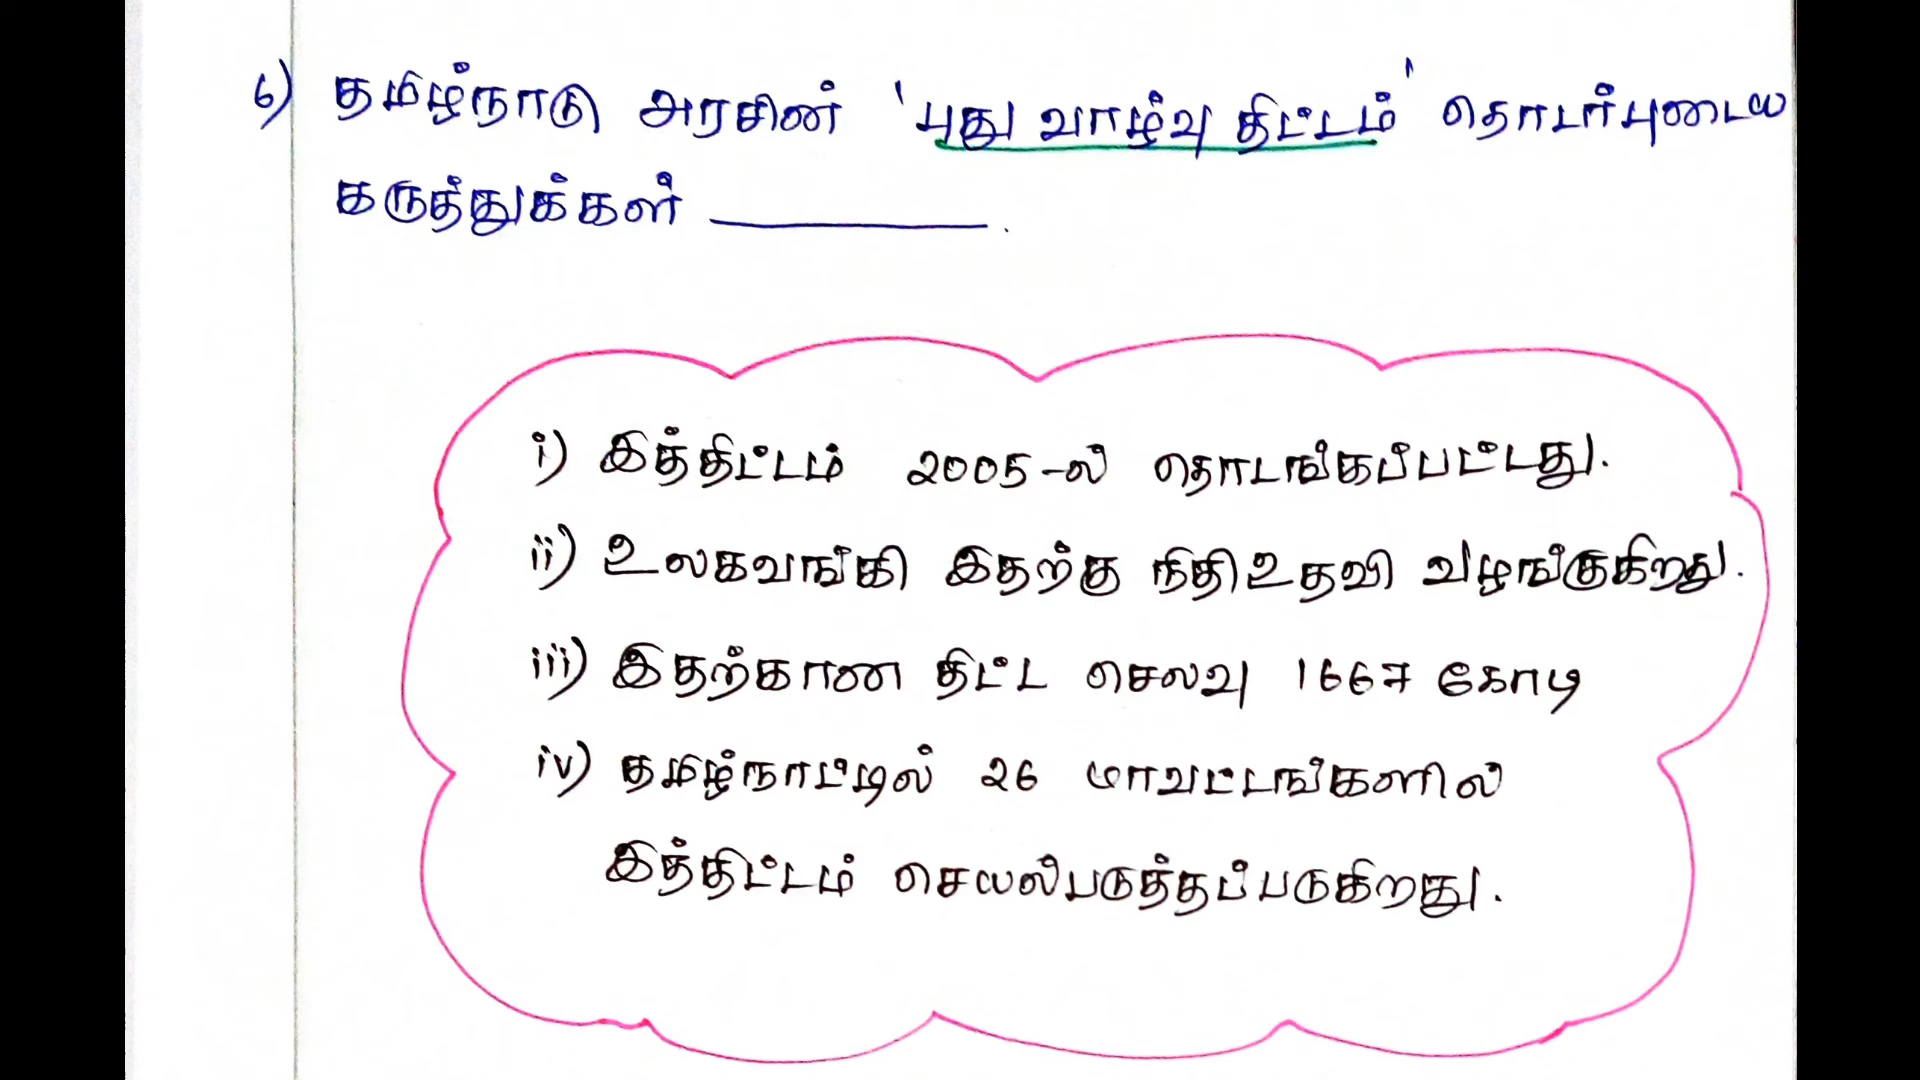 6) தமிழ்நாடு அரசின் 'புது வாழ்வு திட்டம்' தொடர்புடைய
கருத்துக்கள் __________.
i) இத்திட்டம் 2005-ல் தொடங்கப்பட்டது.
ii) உலகவங்கி இதற்கு நிதிஉதவி வழங்குகிறது.
iii) இதற்கான திட்ட செலவு 1667 கோடி
iv) தமிழ்நாட்டில் 26 மாவட்டங்களில்
இத்திட்டம் செயல்படுத்தப்படுகிறது.